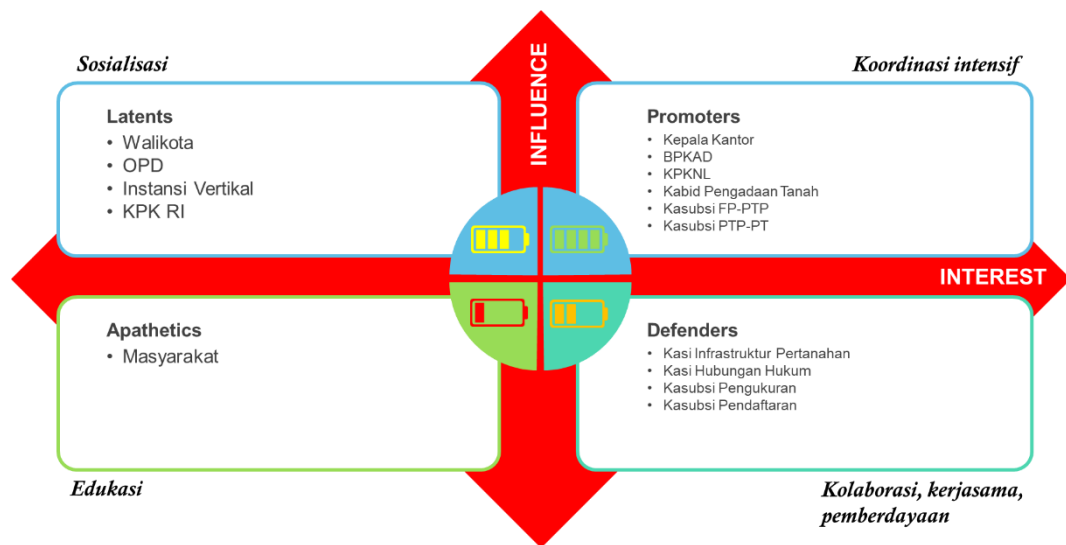 Sosialisasi
Koordinasi intensif
INFLUENCE
Latents
• Walikota
• OPD
• Instansi Vertikal
• KPK RI
Promoters
• Kepala Kantor
• BPKAD
• KPKNL
• Kabid Pengadaan Tanah
• Kasubsi FP-PTP
• Kasubsi PTP-PT
INTEREST
Apathetics
• Masyarakat
Defenders
• Kasi Infrastruktur Pertanahan
• Kasi Hubungan Hukum
• Kasubsi Pengukuran
• Kasubsi Pendaftaran
Edukasi
Kolaborasi, kerjasama,
pemberdayaan